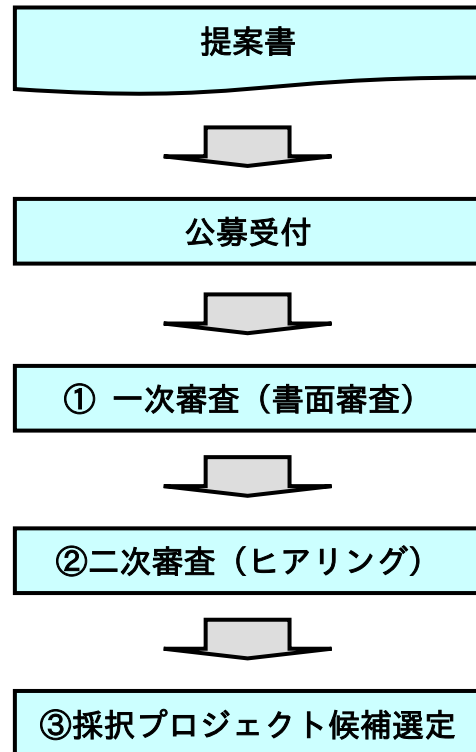 提案書
公募受付
① 一次審査（書面審査）
②二次審査（ヒアリング）
③採択プロジェクト候補選定